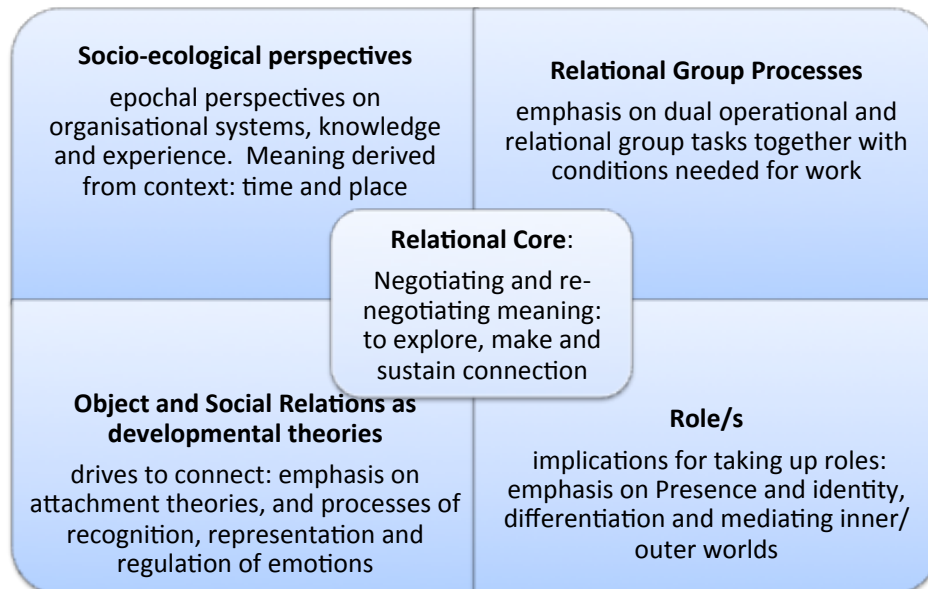 Socio-ecological perspectives
epochal perspectives on
organisational systems, knowledge
and experience.  Meaning derived
from context: time and place
Relational Group Processes
emphasis on dual operational and
relational group tasks together with
conditions needed for work
Relational Core:
Negotiating and re-
negotiating meaning:
to explore, make and
sustain connection
Object and Social Relations as
developmental theories
drives to connect: emphasis on
attachment theories, and processes of
recognition, representation and
regulation of emotions
Role/s
implications for taking up roles:
emphasis on Presence and identity,
differentiation and mediating inner/
outer worlds